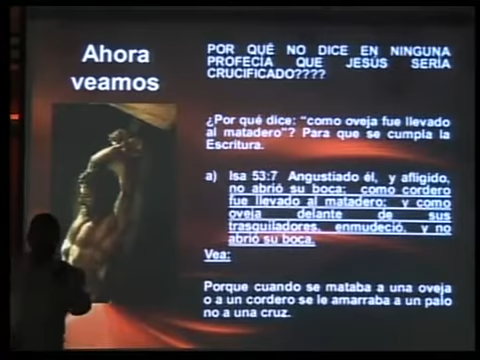 Ahora
veamos
POR QUÉ NO DICE EN NINGUNA
PROFECÍA QUE JESÚS SERÍA
CRUCIFICADO????
¿Por qué dice: “como oveja fue llevado
al matadero”? Para que se cumpla la
Escritura.
a) Isa 53:7 Angustiado él, y afligido,
no abrió su boca; como cordero
fue llevado al matadero; y como
oveja delante de sus
trasquiladores, enmudeció, y no
abrió su boca.
Vea:
Porque cuando se mataba a una oveja
o a un cordero se le amarraba a un palo
no a una cruz.